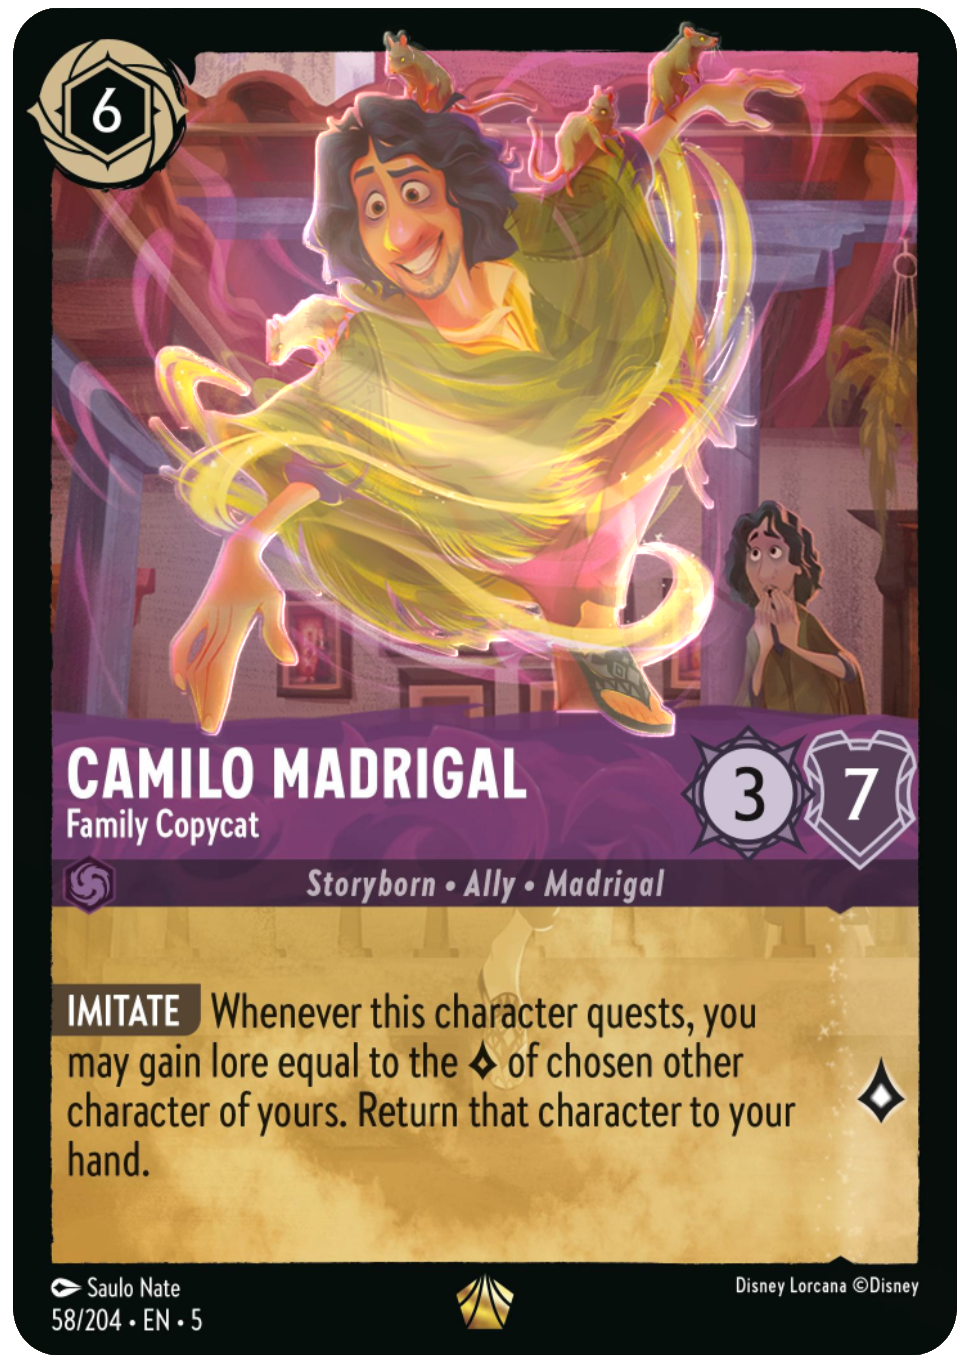 6
CAMILO MADRIGAL
Family Copycat
3
7
Storyborn • Ally • Madrigal
IMITATE Whenever this character quests, you
may gain lore equal to the of chosen other
character of yours. Return that character to your
hand.
Saulo Nate
58/204 • EN • 5
Disney Lorcana ©Disney